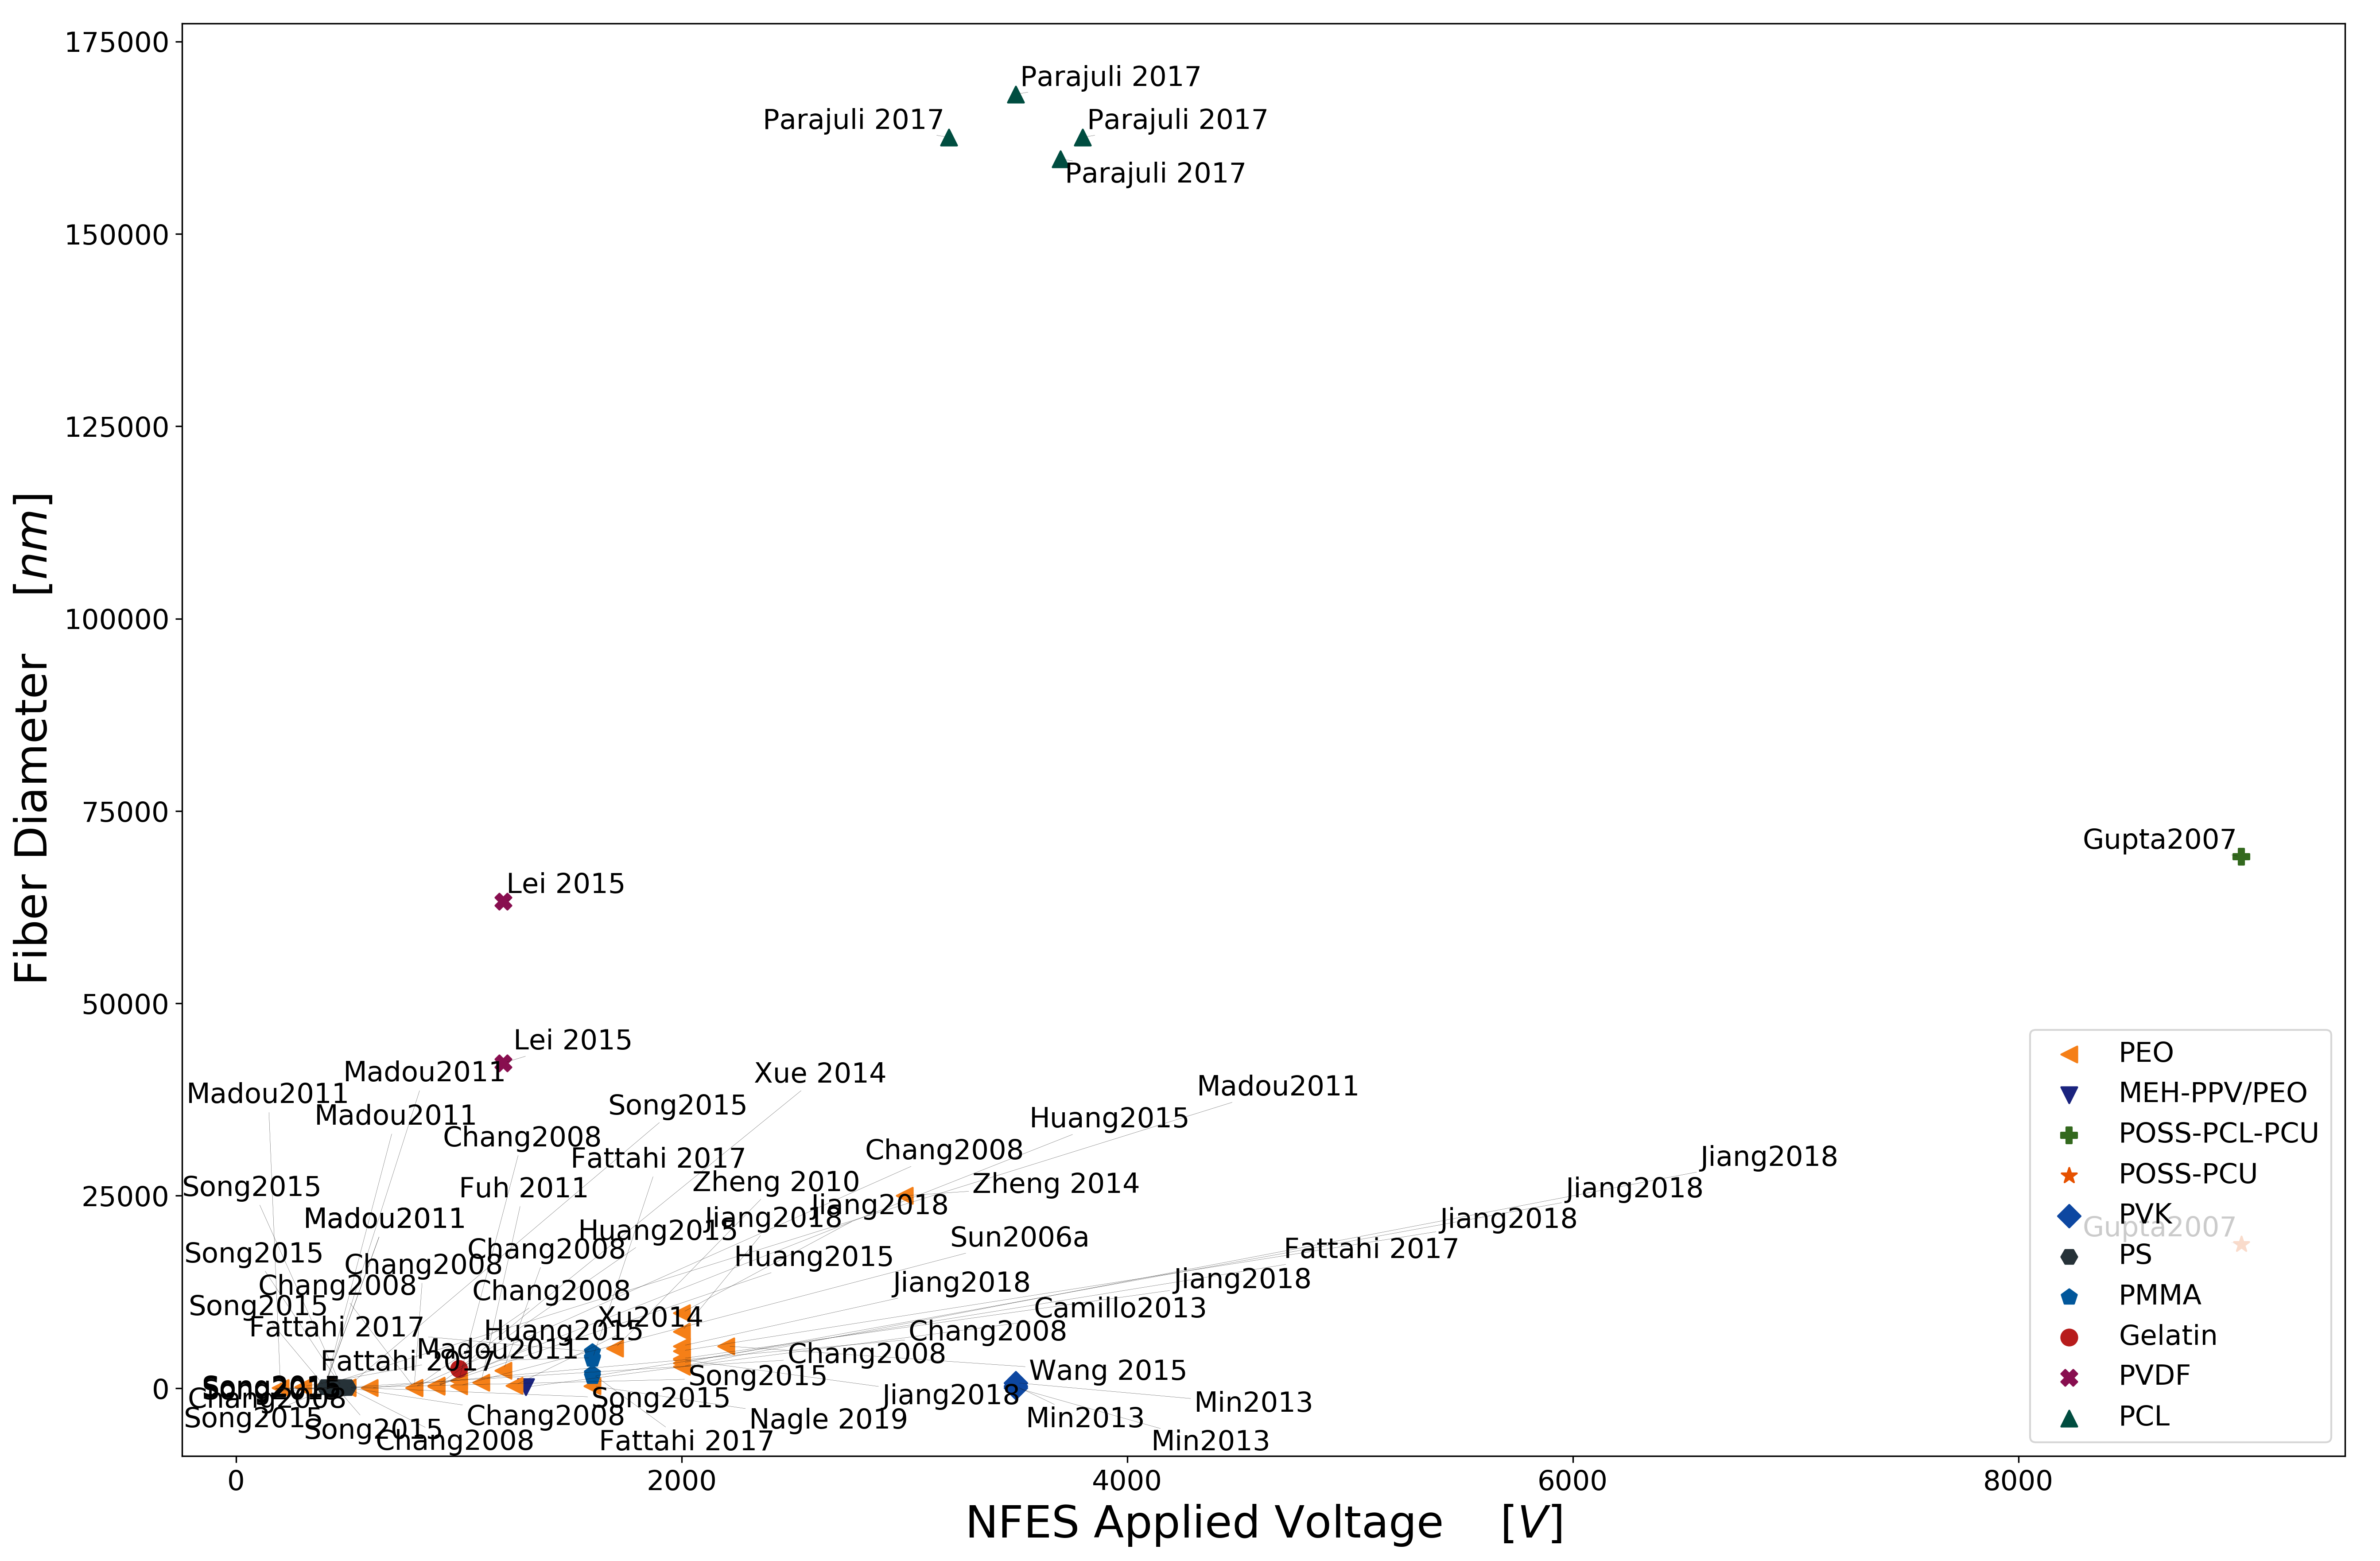 175000
Parajuli 2017
Parajuli 2017
Parajuli 2017
Parajuli 2017
150000
125000
100000
75000
50000
25000
0
Fiber Diameter [nm]
Gupta2007
Lei 2015
Lei 2015
Madou2011
Xue 2014
Madou2011
Madou2011
Song2015
Madou2011
Huang2015
Chang2008
Chang2008
Fattahi 2017
Jiang2018
Song2015
Fuh 2011
Zheng 2010
Zheng 2014
Jiang2018
Madou2011
Jiang2018
Jiang2018
Jiang2018
Huang2015
Sun2006a
Gupta2007
Song2015
Chang2008
Chang2008
Huang2015
Fattahi 2017
Chang2008
Chang2008
Jiang2018
Jiang2018
Song2015
Xu2014
Camillo2013
Fattahi 2017
Huang2015
Chang2008
Fattahi 2017
Madou2011
Chang2008
Song2015
Song2015
Wang 2015
Chang2008
Song2015
Jiang2018
Min2013
Song2015
Song2015
Chang2008
Nagle 2019
Min2013
Chang2008
Fattahi 2017
Min2013
PEO
MEH-PPV/PEO
POSS-PCL-PCU
POSS-PCU
PVK
PS
PMMA
Gelatin
PVDF
PCL
0
2000
4000
6000
8000
NFES Applied Voltage [V]